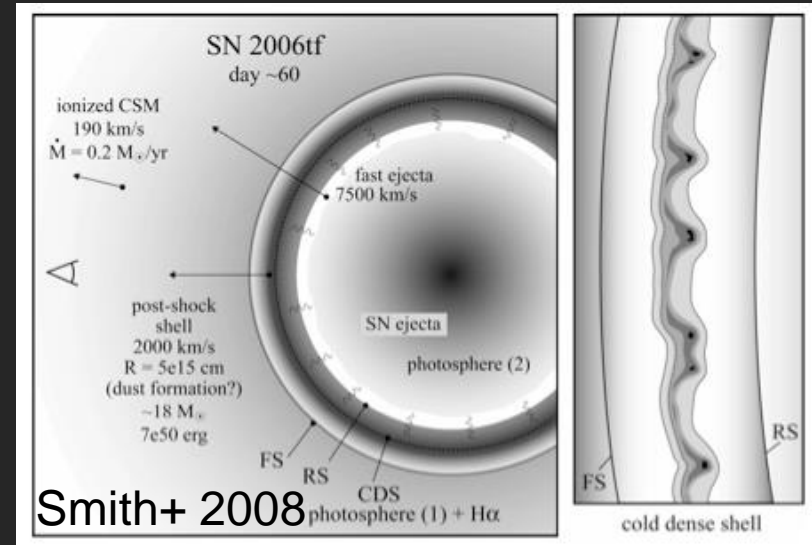 SN 2006tf
day ~60
ionized CSM
190 km/s
Ṁ = 0.2 M☉/yr
fast ejecta
7500 km/s
post-shock
shell
2000 km/s
R = 5e15 cm
(dust formation?)
~18 M☉
7e50 erg
SN ejecta
photosphere (2)
FS
RS
CDS
photosphere (1) + Hα
Smith+ 2008
FS
RS
cold dense shell